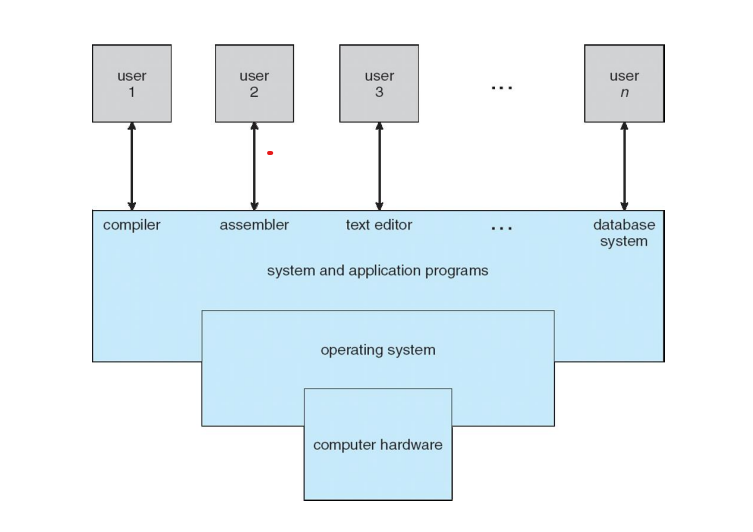 user
1
user
2
user
3
...
user
n
compiler
assembler
text editor
...
database
system
system and application programs
operating system
computer hardware